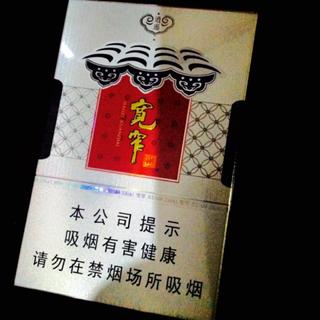 宽窄
本公司提示
吸烟有害健康
请勿在禁烟场所吸烟